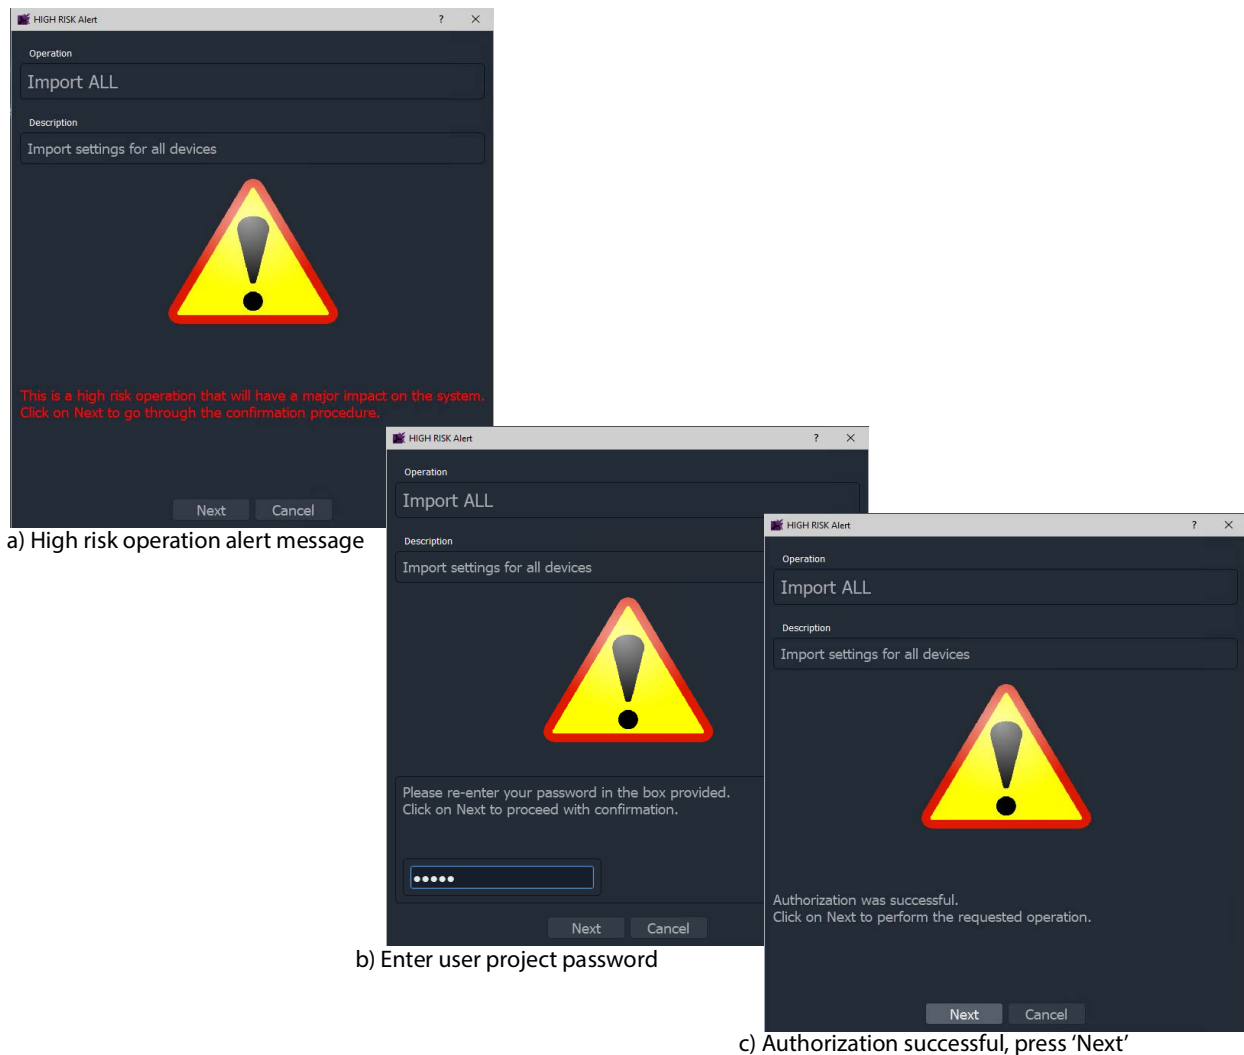 HIGH RISK Alert
Operation
Import ALL
Description
Import settings for all devices
This is a high risk operation that will have a major impact on the system.
Click on Next to go through the confirmation procedure.
Next Cancel
a) High risk operation alert message
HIGH RISK Alert
Operation
Import ALL
Description
Import settings for all devices
Please re-enter your password in the box provided.
Click on Next to proceed with confirmation.
●●●●●
Next Cancel
b) Enter user project password
HIGH RISK Alert
Operation
Import ALL
Description
Import settings for all devices
Authorization was successful.
Click on Next to perform the requested operation.
Next Cancel
c) Authorization successful, press ‘Next’